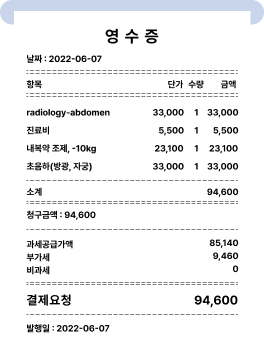 영수증
날짜 : 2022-06-07
항목 단가 수량 금액
radiology-abdomen 33,000 1 33,000
진료비 5,500 1 5,500
내복약 조제, -10kg 23,100 1 23,100
초음하(방광, 자궁) 33,000 1 33,000
소계 94,600
청구금액 : 94,600
과세공급가액 85,140
부가세 9,460
비과세 0
결제요청 94,600
발행일 : 2022-06-07